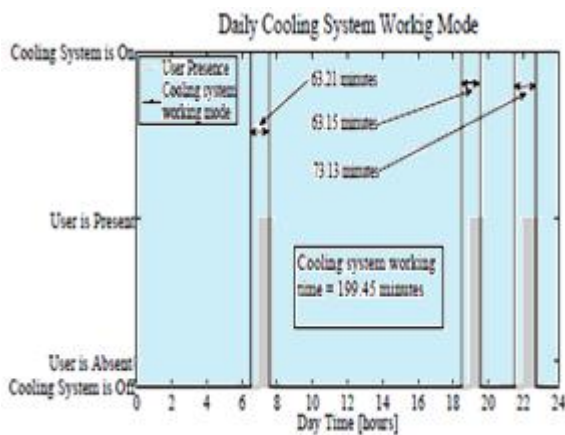 Daily Cooling System Workig Mode
Cooling System is On
User Presence
Cooling system
working mode
63.21 minutes
63.15 minutes
73.13 minutes
User is Present
Cooling system working
time = 199.45 minutes
User is Absent
Cooling System is Off
0 2 4 6 8 10 12 14 16 18 20 22 24
Day Time [hours]